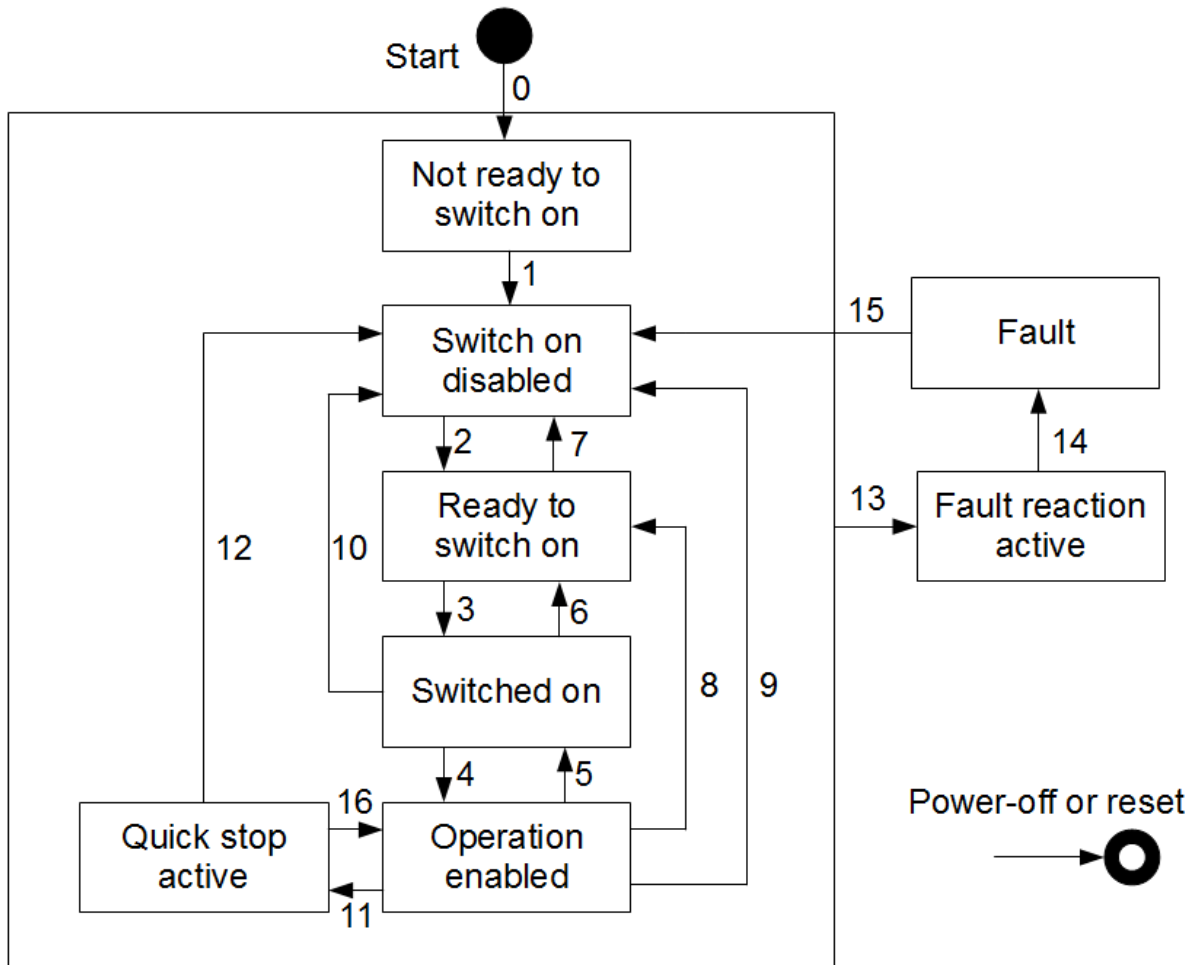 Start
0
Not ready to
switch on
1
Switch on
disabled
15
Fault
2
7
14
Ready to
switch on
13
Fault reaction
active
12
10
3
6
Switched on
8
9
4
5
16
Quick stop
active
Operation
enabled
11
Power-off or reset